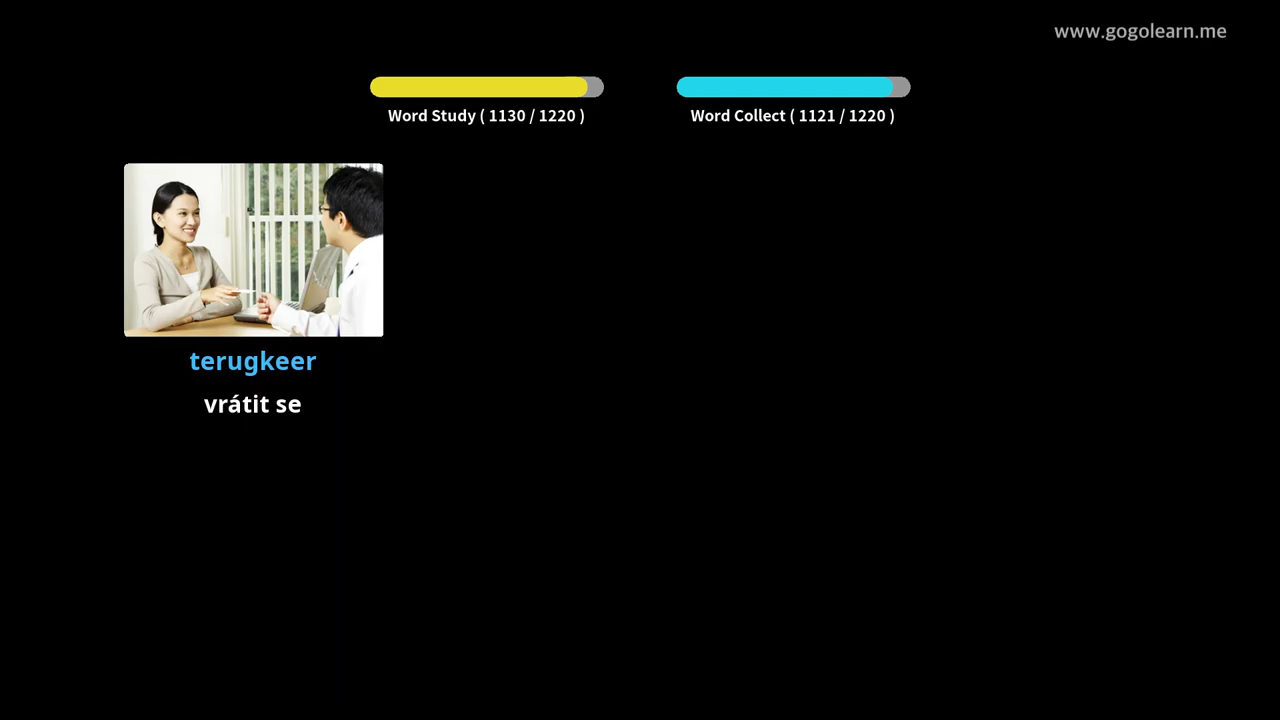 www.gogolearn.me
Word Study ( 1130 / 1220 )
Word Collect ( 1121 / 1220 )
terugkeer
vrátit se